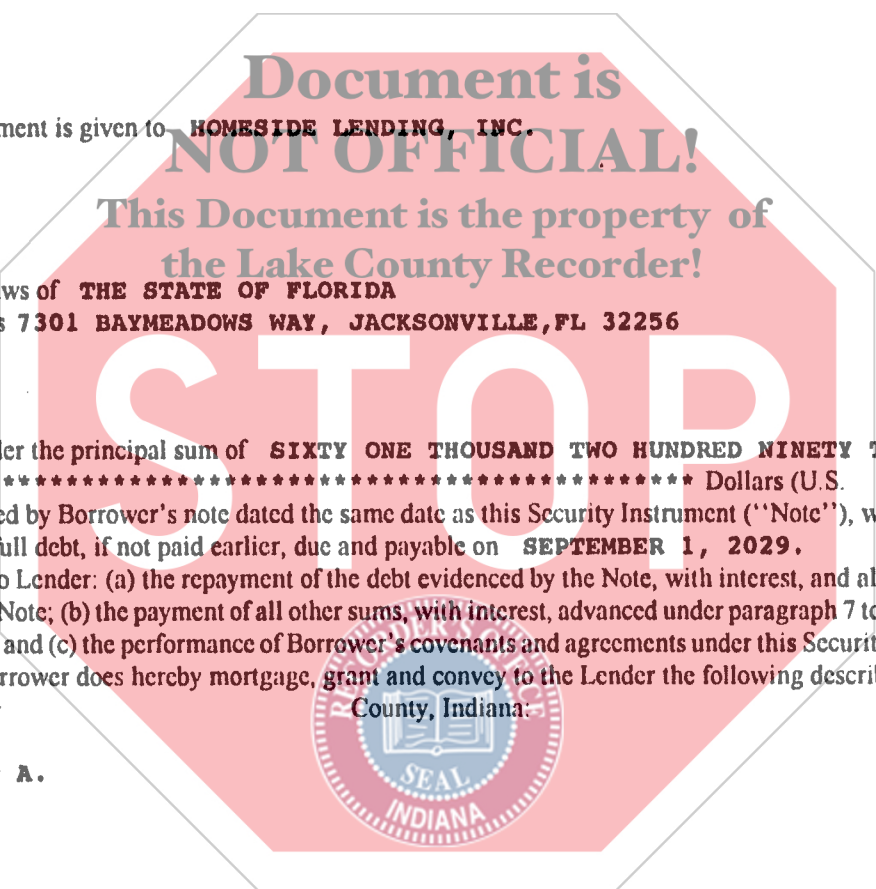 Document is
ment is given to HOMESIDE LENDING, INC.
NOT OFFICIAL!
This Document is the property of
the Lake County Recorder!
ws of THE STATE OF FLORIDA
s 7301 BAYMEADOWS WAY, JACKSONVILLE,FL 32256
STOP
er the principal sum of SIXTY ONE THOUSAND TWO HUNDRED NINETY T
******************************************* Dollars (U.S.
ed by Borrower's note dated the same date as this Security Instrument ("Note"), w
full debt, if not paid earlier, due and payable on SEPTEMBER 1, 2029.
o Lender: (a) the repayment of the debt evidenced by the Note, with interest, and al
Note; (b) the payment of all other sums, with interest, advanced under paragraph 7 to
and (c) the performance of Borrower's covenants and agreements under this Securit
rrower does hereby mortgage, grant and convey to the Lender the following describ
County, Indiana:
RECORDER'S OFFICE
SEAL
INDIANA
A.